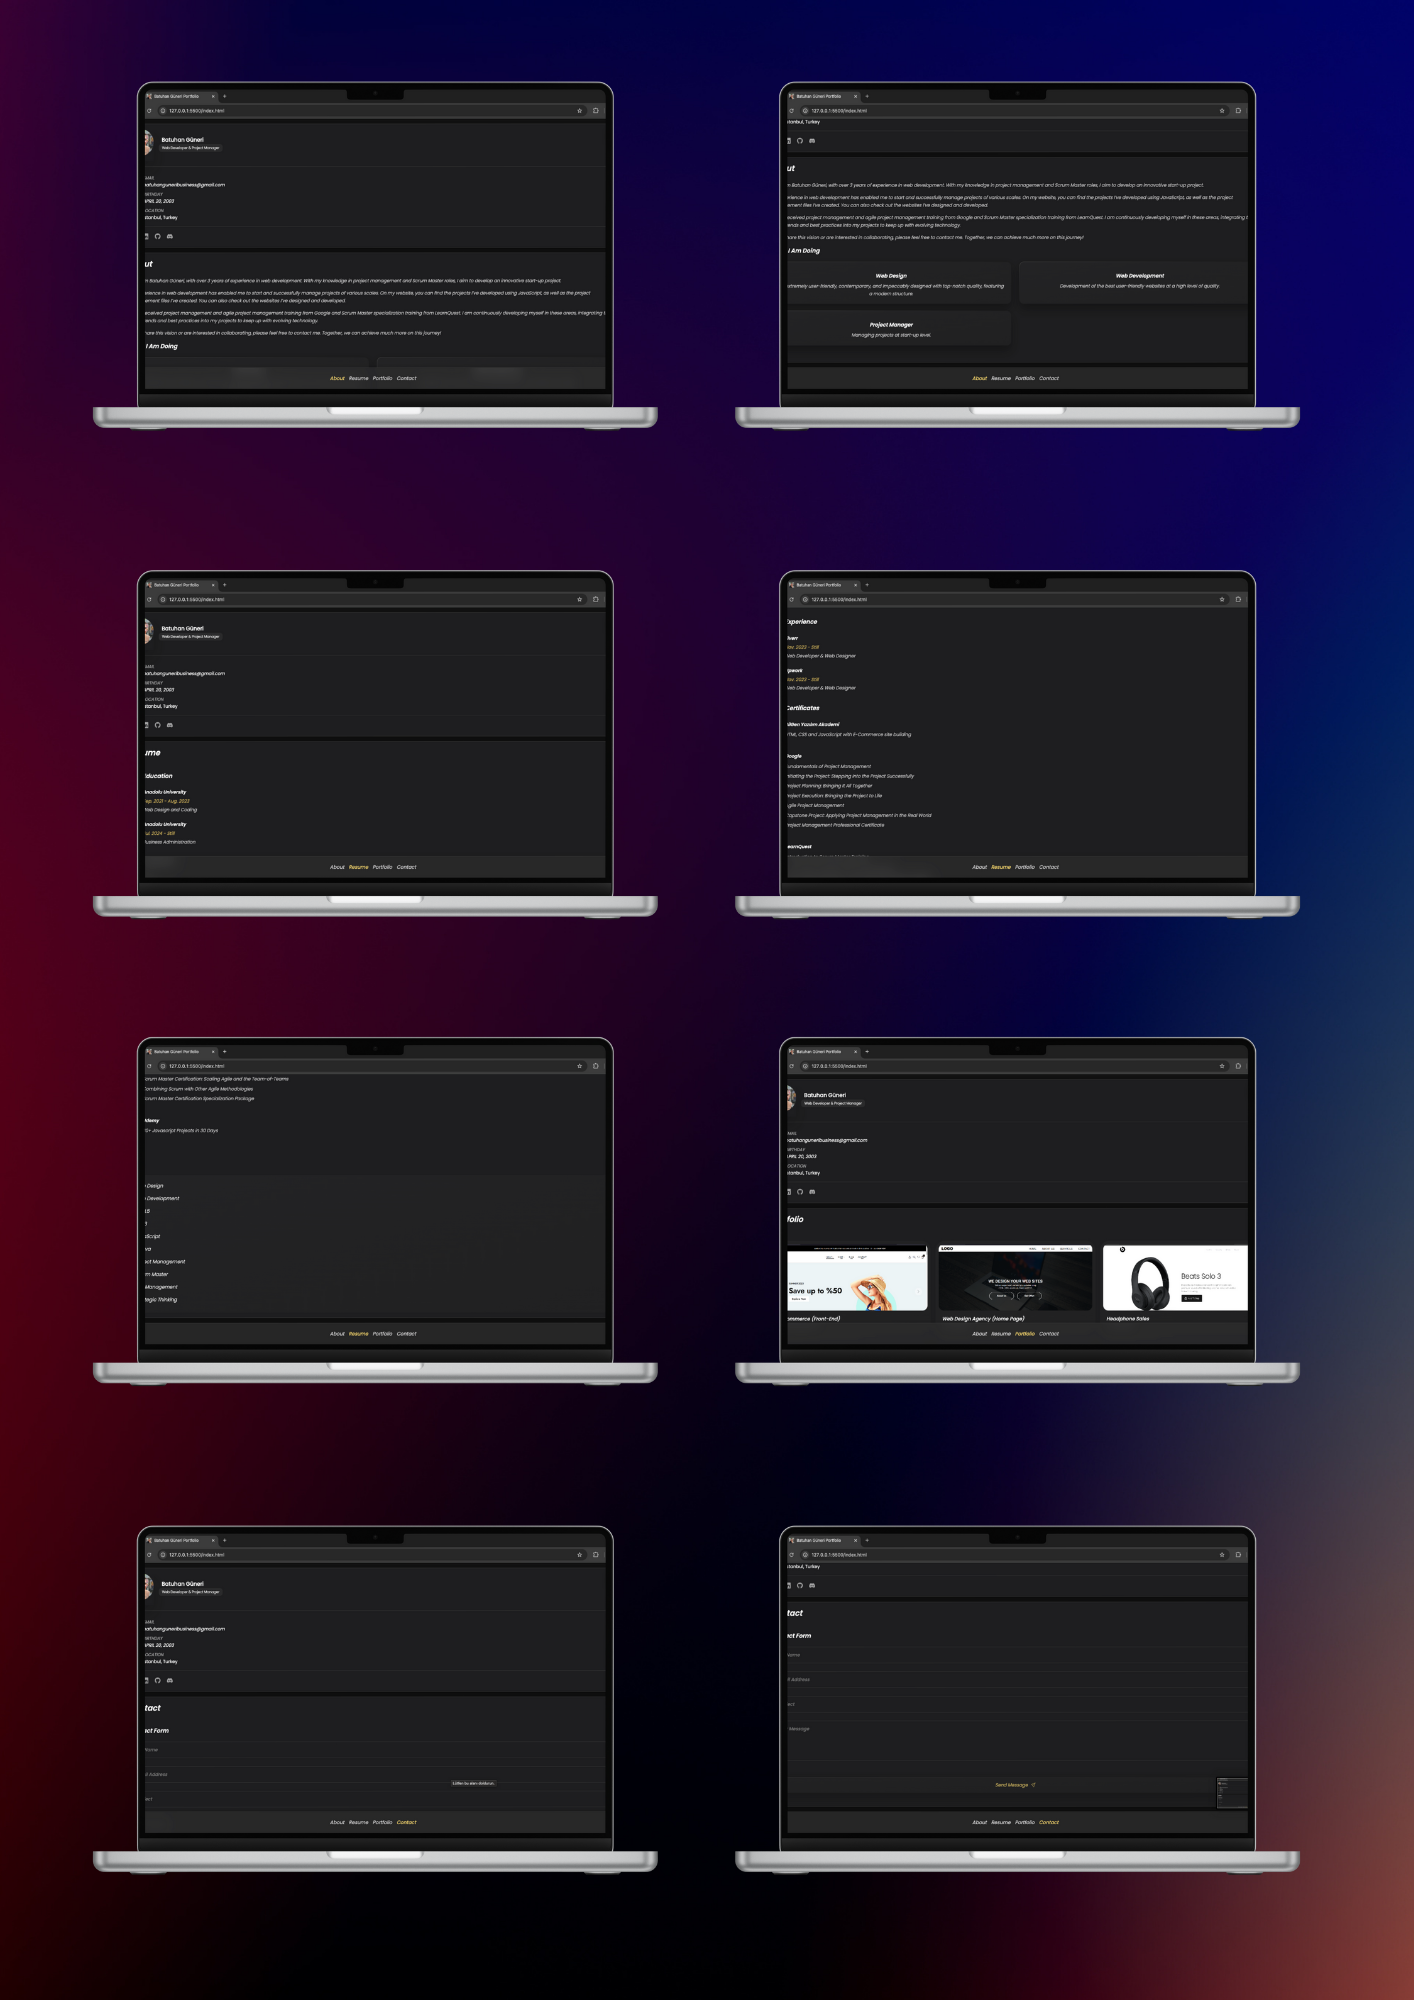 Batuhan Güneri Portfolio
127.0.0.1:5500/index.html
Batuhan Güneri
Web Developer & Project Manager
batuhanguneribusiness@gmail.com
BIRTHDAY
APRIL 20, 2003
LOCATION
Istanbul, Turkey
ut
m Batuhan Güneri, with over 3 years of experience in web development. With my knowledge in project management and Scrum Master roles, I aim to develop an innovative start-up project.
erience in web development has enabled me to start and successfully manage projects of various scales. On my website, you can find the projects I've developed using JavaScript, as well as the project
ement files I've created. You can also check out the websites I've designed and developed.
eceived project management and agile project management training from Google and Scrum Master specialization training from LearnQuest. I am continuously developing myself in these areas, integrating t
ends and best practices into my projects to keep up with evolving technology.
hare this vision or are interested in collaborating, please feel free to contact me. Together, we can achieve much more on this journey!
I Am Doing
About Resume Portfolio Contact
Batuhan Güneri Portfolio
127.0.0.1:5500/index.html
Istanbul, Turkey
ut
m Batuhan Güneri, with over 3 years of experience in web development. With my knowledge in project management and Scrum Master roles, I aim to develop an innovative start-up project.
erience in web development has enabled me to start and successfully manage projects of various scales. On my website, you can find the projects I've developed using JavaScript, as well as the project
ement files I've created. You can also check out the websites I've designed and developed.
eceived project management and agile project management training from Google and Scrum Master specialization training from LearnQuest. I am continuously developing myself in these areas, integrating t
ends and best practices into my projects to keep up with evolving technology.
hare this vision or are interested in collaborating, please feel free to contact me. Together, we can achieve much more on this journey!
I Am Doing
Web Design
extremely user-friendly, contemporary, and impeccably designed with top-notch quality, featuring
a modern structure.
Web Development
Development of the best user-friendly websites at a high level of quality.
Project Manager
Managing projects at start-up level.
About Resume Portfolio Contact
Batuhan Güneri Portfolio
127.0.0.1:5500/index.html
Batuhan Güneri
Web Developer & Project Manager
batuhanguneribusiness@gmail.com
BIRTHDAY
APRIL 20, 2003
LOCATION
Istanbul, Turkey
ume
Education
Anadolu University
Sep. 2021 - Aug. 2023
Web Design and Coding
Anadolu University
Jul. 2024 - Still
Business Administration
About Resume Portfolio Contact
Batuhan Güneri Portfolio
127.0.0.1:5500/index.html
Experience
Fiverr
Nov. 2023 - Still
Web Developer & Web Designer
Upwork
Nov. 2023 - Still
Web Developer & Web Designer
Certificates
Yazılım Akademi
HTML, CSS and JavaScript with E-Commerce site building
Google
Fundamentals of Project Management
Initiating the Project: Stepping into the Project Successfully
Project Planning: Bringing It All Together
Project Execution: Bringing the Project to Life
Agile Project Management
Capstone Project: Applying Project Management in the Real World
Project Management Professional Certificate
LearnQuest
About Resume Portfolio Contact
Batuhan Güneri Portfolio
127.0.0.1:5500/index.html
Scrum Master Certification: Scaling Agile and the Team-of-Teams
Combining Scrum with Other Agile Methodologies
Scrum Master Certification Specialization Package
Udemy
30+ Javascript Projects in 30 Days
Design
Development
aScript
ava
ect Management
m Master
Management
tegic Thinking
About Resume Portfolio Contact
Batuhan Güneri Portfolio
127.0.0.1:5500/index.html
Batuhan Güneri
Web Developer & Project Manager
EMAIL
batuhanguneribusiness@gmail.com
BIRTHDAY
APRIL 20, 2003
LOCATION
Istanbul, Turkey
folio
Save up to %50
LOGO
WE DESIGN YOUR WEB SITES
Beats Solo 3
ommerce (Front-End)
Web Design Agency (Home Page)
Headphone Sales
About Resume Portfolio Contact
Batuhan Güneri Portfolio
127.0.0.1:5500/index.html
Batuhan Güneri
Web Developer & Project Manager
batuhanguneribusiness@gmail.com
BIRTHDAY
APRIL 20, 2003
LOCATION
Istanbul, Turkey
tact
act Form
Name
il Address
ect
Lütfen bu alanı doldurun.
About Resume Portfolio Contact
Batuhan Güneri Portfolio
127.0.0.1:5500/index.html
Istanbul, Turkey
tact
act Form
Name
il Address
ect
Message
Send Message
About Resume Portfolio Contact